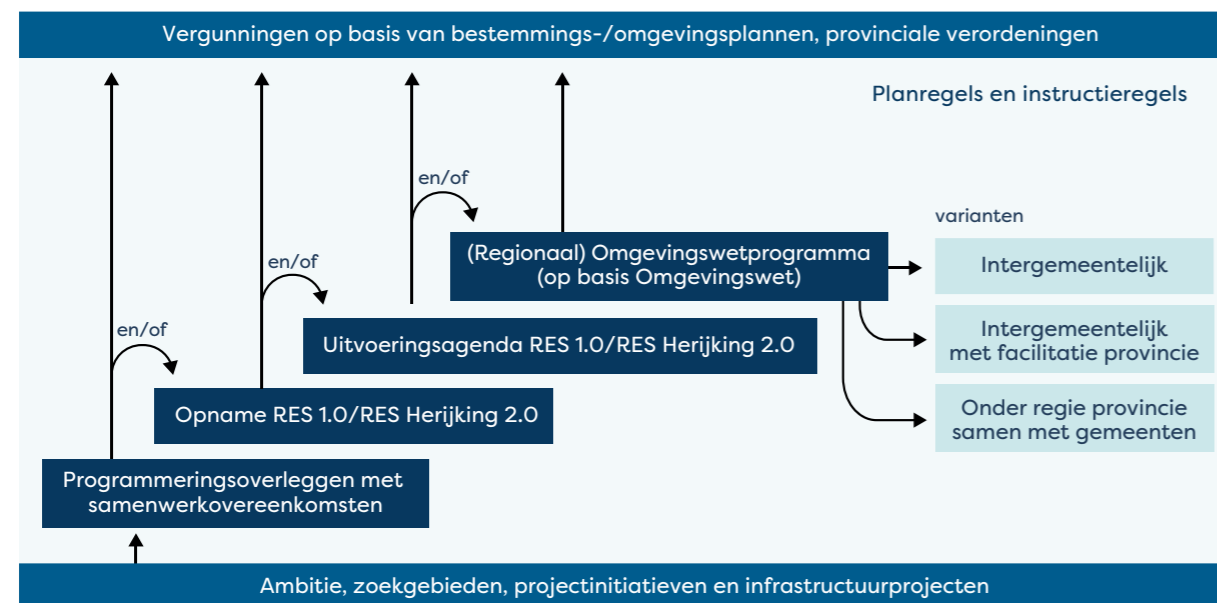 Vergunningen op basis van bestemmings-/omgevingsplannen, provinciale verordeningen
Planregels en instructieregels
en/of
varianten
(Regionaal) Omgevingswetprogramma
(op basis Omgevingswet)
Intergemeentelijk
en/of
Intergemeentelijk
met facilitatie provincie
Uitvoeringsagenda RES 1.0/RES Herijking 2.0
en/of
Onder regie provincie
samen met gemeenten
Opname RES 1.0/RES Herijking 2.0
Programmeringsoverleggen met
samenwerkovereenkomsten
Ambitie, zoekgebieden, projectinitiatieven en infrastructuurprojecten